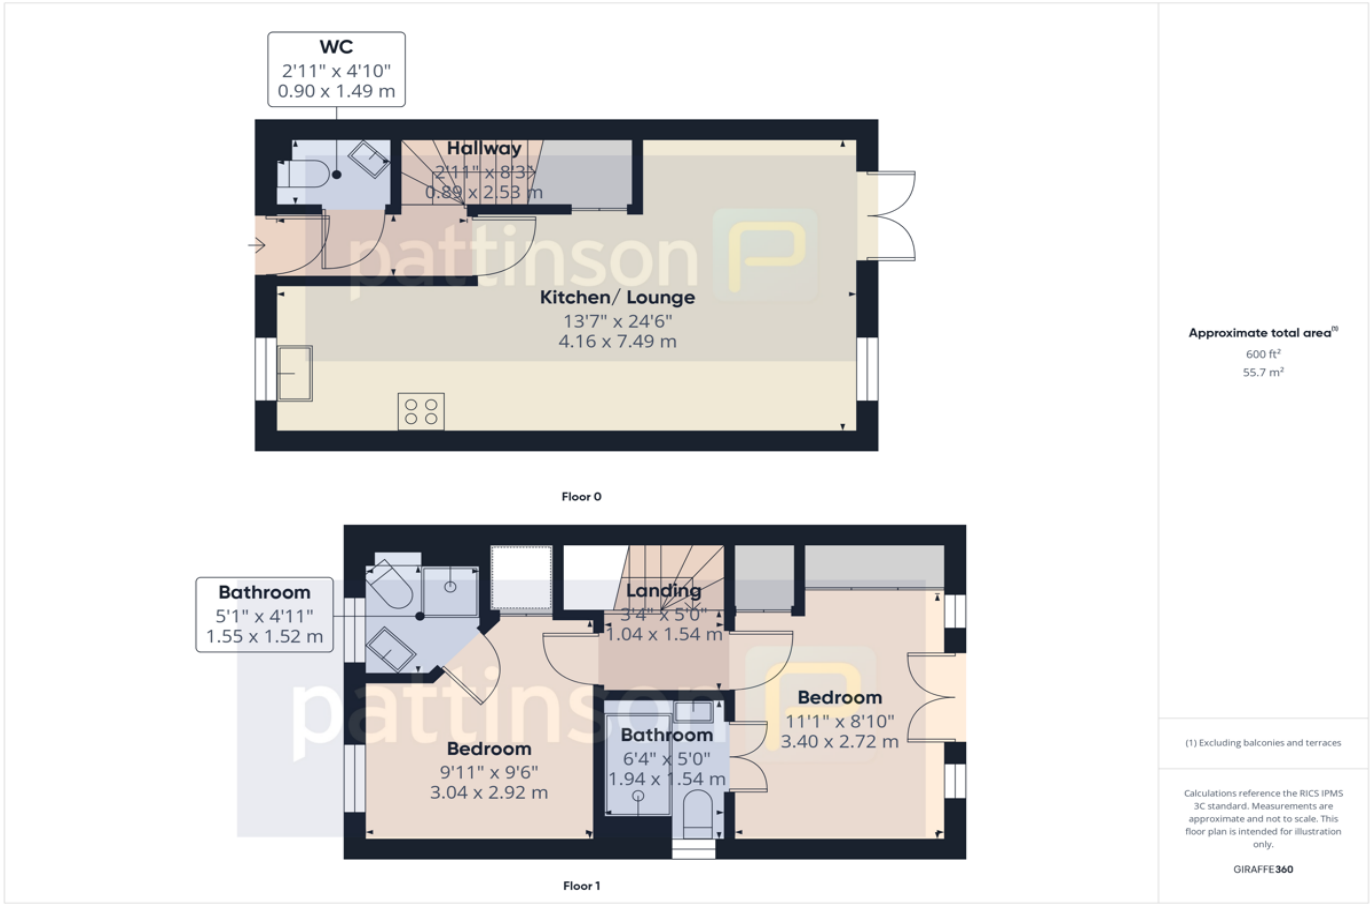 WC
2'11" x 4'10"
0.90 x 1.49 m
Hallway
2'11" x 8'3"
0.89 x 2.53 m
pattinson
Kitchen/ Lounge
13'7" x 24'6"
4.16 x 7.49 m
Floor 0
Bathroom
5'1" x 4'11"
1.55 x 1.52 m
Landing
3'4" x 5'0"
1.04 x 1.54 m
pattinson
Bedroom
9'11" x 9'6"
3.04 x 2.92 m
Bathroom
6'4" x 5'0"
1.94 x 1.54 m
Bedroom
11'1" x 8'10"
3.40 x 2.72 m
Floor 1
Approximate total area(1)
600 ft²
55.7 m²
(1) Excluding balconies and terraces
Calculations reference the RICS IPMS
3C standard. Measurements are
approximate and not to scale. This
floor plan is intended for illustration
only.
GIRAFFE360